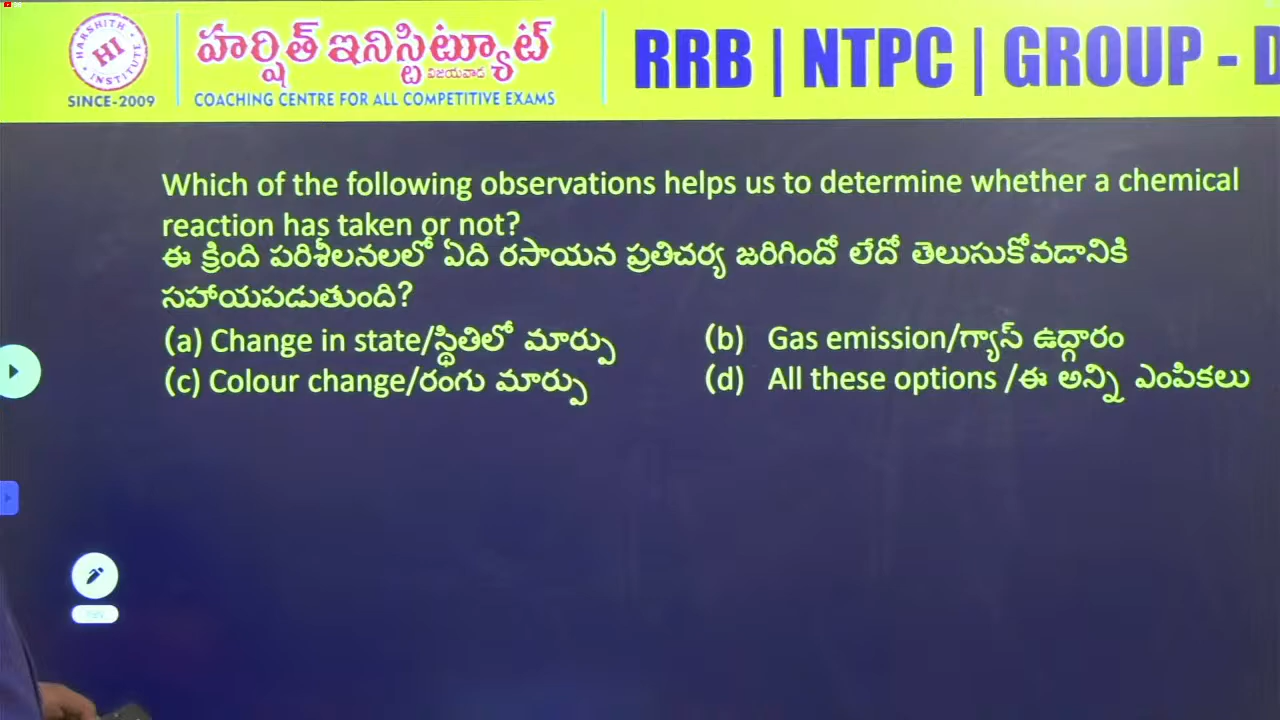 HARSHITH
HI
INSTITUTE
SINCE-2009
హర్షిత్ ఇనిస్టిట్యూట్
విజయవాడ
COACHING CENTRE FOR ALL COMPETITIVE EXAMS
RRB | NTPC | GROUP - D
Which of the following observations helps us to determine whether a chemical
reaction has taken or not?
ఈ క్రింది పరిశీలనలలో ఏది రసాయన ప్రతిచర్య జరిగిందో లేదో తెలుసుకోవడానికి
సహాయపడుతుంది?
(a) Change in state/స్థితిలో మార్పు (b) Gas emission/గ్యాస్ ఉద్గారం
(c) Colour change/రంగు మార్పు (d) All these options /ఈ అన్ని ఎంపికలు